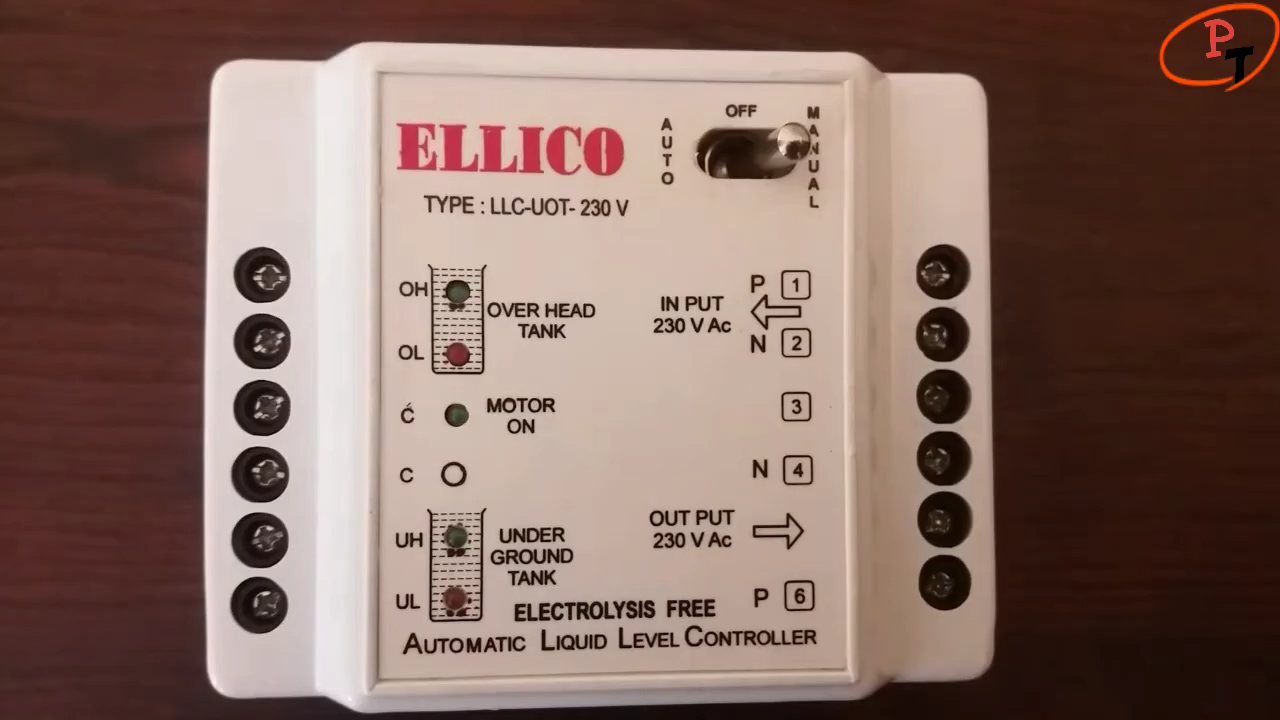 PT
ELLICO
TYPE : LLC-UOT- 230 V
AUTO
OFF
MANUAL
OH
OVER HEAD
TANK
OL
IN PUT
230 V Ac
P 1
N 2
Ć
MOTOR
ON
3
C
N 4
UH
UNDER
GROUND
TANK
UL
OUT PUT
230 V Ac
P 6
ELECTROLYSIS FREE
AUTOMATIC LIQUID LEVEL CONTROLLER